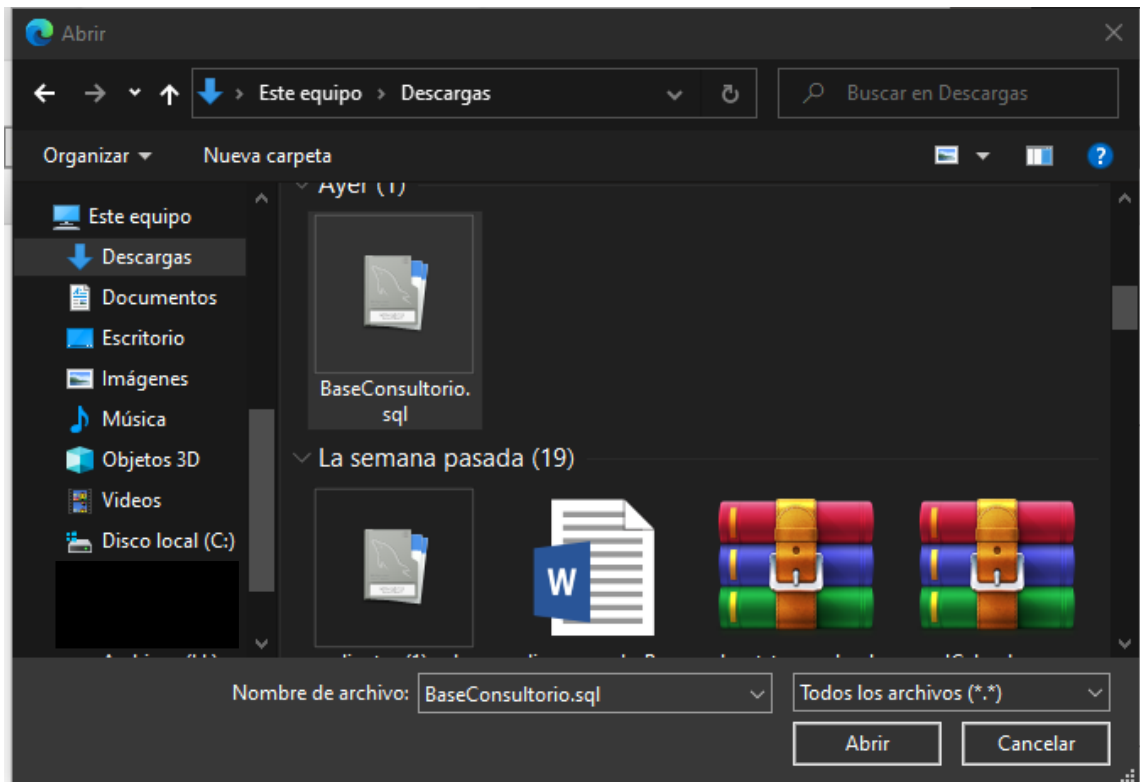 Abrir
Este equipo > Descargas
Buscar en Descargas
Organizar
Nueva carpeta
Este equipo
Descargas
Documentos
Escritorio
Imágenes
Música
Objetos 3D
Videos
Disco local (C:)
Ayer (1)
BaseConsultorio.
sql
La semana pasada (19)
W
Nombre de archivo: BaseConsultorio.sql
Todos los archivos (*.*)
Abrir
Cancelar